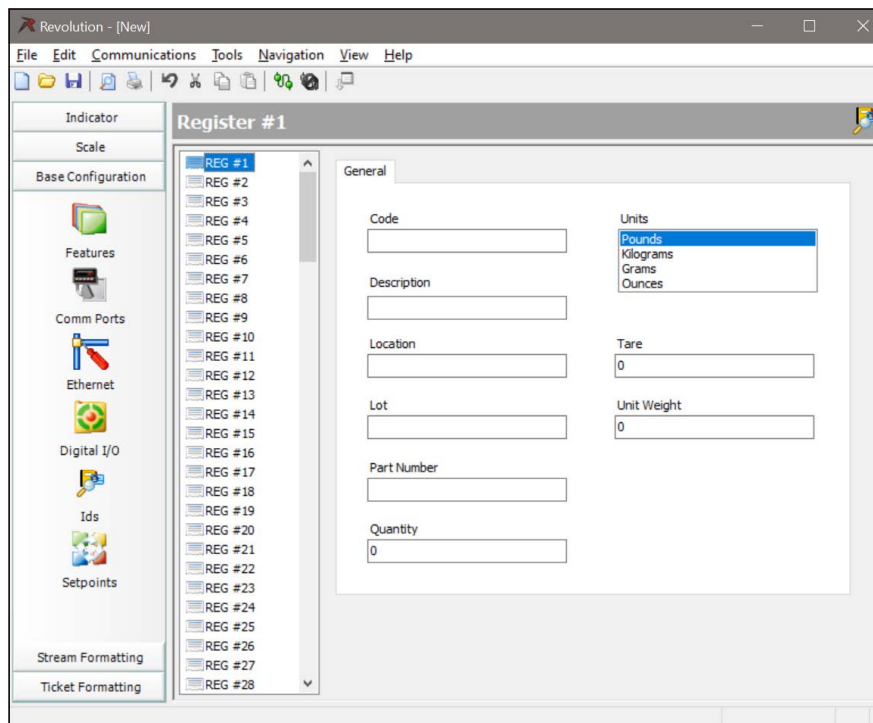 Revolution - [New]
File Edit Communications Tools Navigation View Help
Indicator
Scale
Base Configuration
Features
Comm Ports
Ethernet
Digital I/O
Ids
Setpoints
Stream Formatting
Ticket Formatting
Register #1
REG #1
REG #2
REG #3
REG #4
REG #5
REG #6
REG #7
REG #8
REG #9
REG #10
REG #11
REG #12
REG #13
REG #14
REG #15
REG #16
REG #17
REG #18
REG #19
REG #20
REG #21
REG #22
REG #23
REG #24
REG #25
REG #26
REG #27
REG #28
General
Code
Description
Location
Lot
Part Number
Quantity
0
Units
Pounds
Kilograms
Grams
Ounces
Tare
0
Unit Weight
0